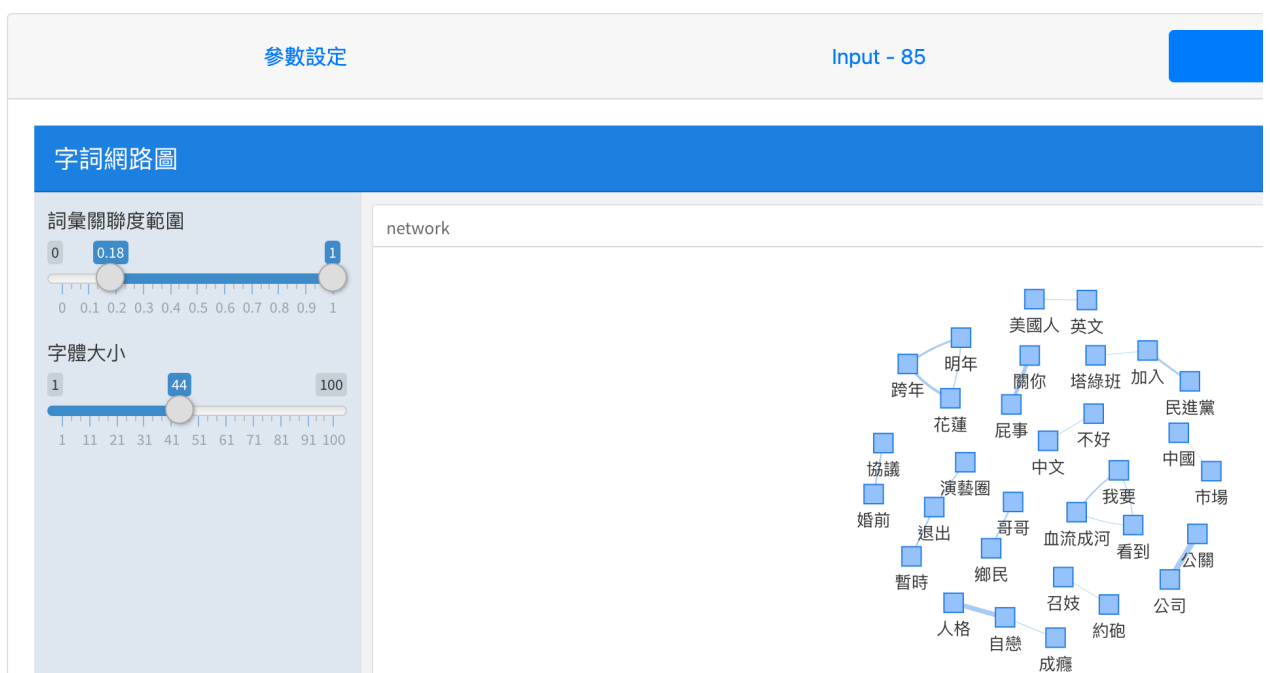 參數設定
Input - 85
字詞網路圖
詞彙關聯度範圍
0 0.18 1
0 0.1 0.2 0.3 0.4 0.5 0.6 0.7 0.8 0.9 1
字體大小
1 44 100
1 11 21 31 41 51 61 71 81 91 100
network
美國人 英文
明年
關你 塔綠班 加入
跨年
民進黨
花蓮
屁事 不好
中文 中國
協議
演藝圈 我要 市場
婚前
退出 哥哥 血流成河 看到
公關
暫時 鄉民
召妓 公司
人格 約砲
自戀
成癮